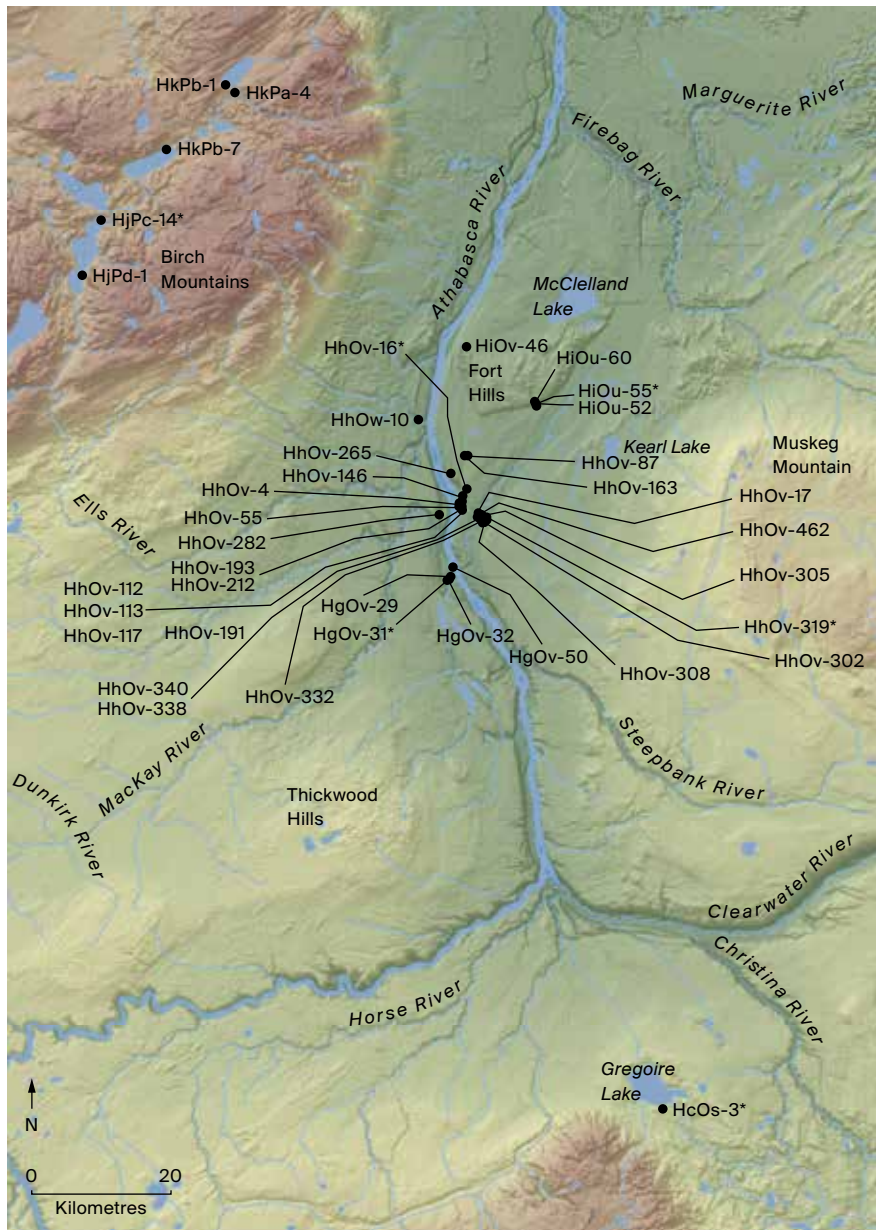 HkPb-1
HkPa-4
Marguerite River
Firebag River
HkPb-7
Athabasca River
HjPc-14*
Birch
Mountains
HjPd-1
McClelland
Lake
HhOv-16*
HiOv-46
Fort
Hills
HiOu-60
HiOu-55*
HiOu-52
HhOw-10
Kearl Lake
Muskeg
Mountain
HhOv-265
HhOv-87
HhOv-146
HhOv-163
HhOv-4
HhOv-17
Ells River
HhOv-55
HhOv-462
HhOv-282
HhOv-193
HhOv-212
HhOv-305
HhOv-112
HhOv-113
HhOv-117
HhOv-191
HgOv-29
HgOv-31*
HgOv-32
HgOv-50
HhOv-319*
HhOv-302
HhOv-308
HhOv-340
HhOv-338
HhOv-332
MacKay River
Steepbank River
Dunkirk River
Thickwood
Hills
Clearwater River
Christina River
Horse River
Gregoire
Lake
HcOs-3*
N
0 20
Kilometres